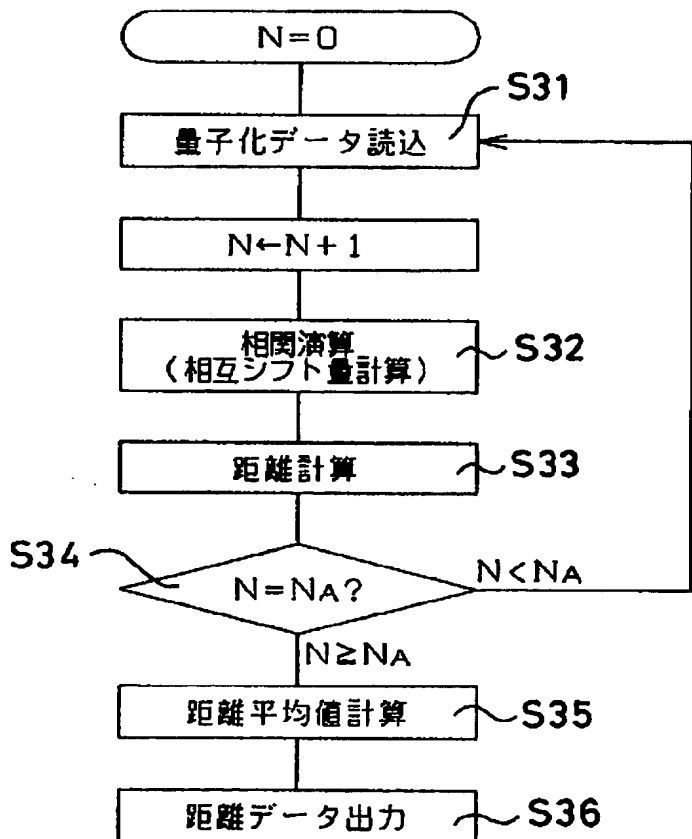 N=0
S31
量子化データ読込
N←N+1
相関演算
(相互シフト量計算)
S32
距離計算
S33
S34
N=NA?
N<NA
N≥NA
距離平均値計算
S35
距離データ出力
S36